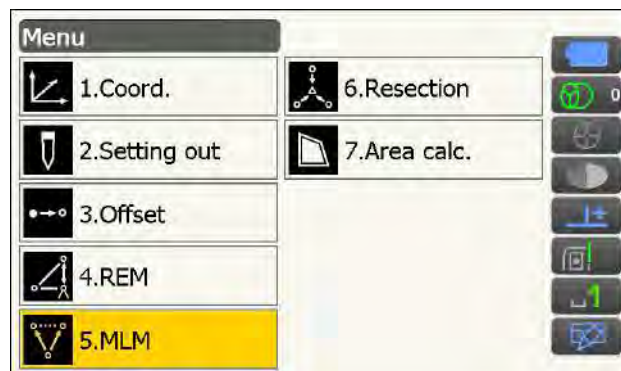 Menu
1.Coord.
2.Setting out
3.Offset
4.REM
5.MLM
6.Resection
7.Area calc.
0
1